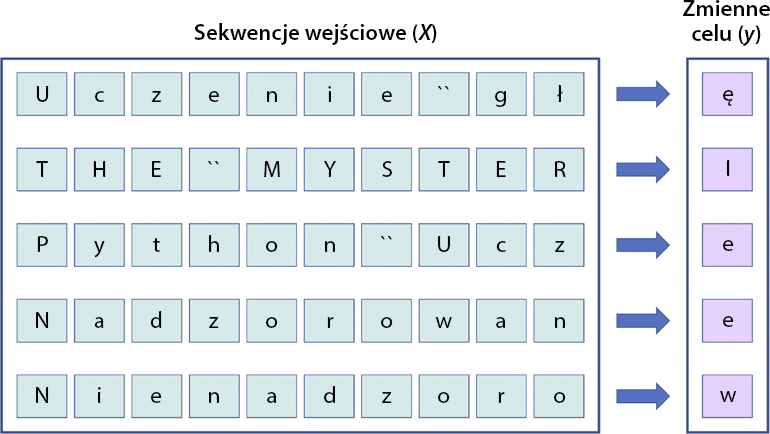 Sekwencje wejściowe (X)
Zmienne
celu (y)
U c z e n i e `` g ł ę
T H E `` M Y S T E R I
P y t h o n `` U c z e
N a d z o r o w a n e
N i e n a d z o r o w